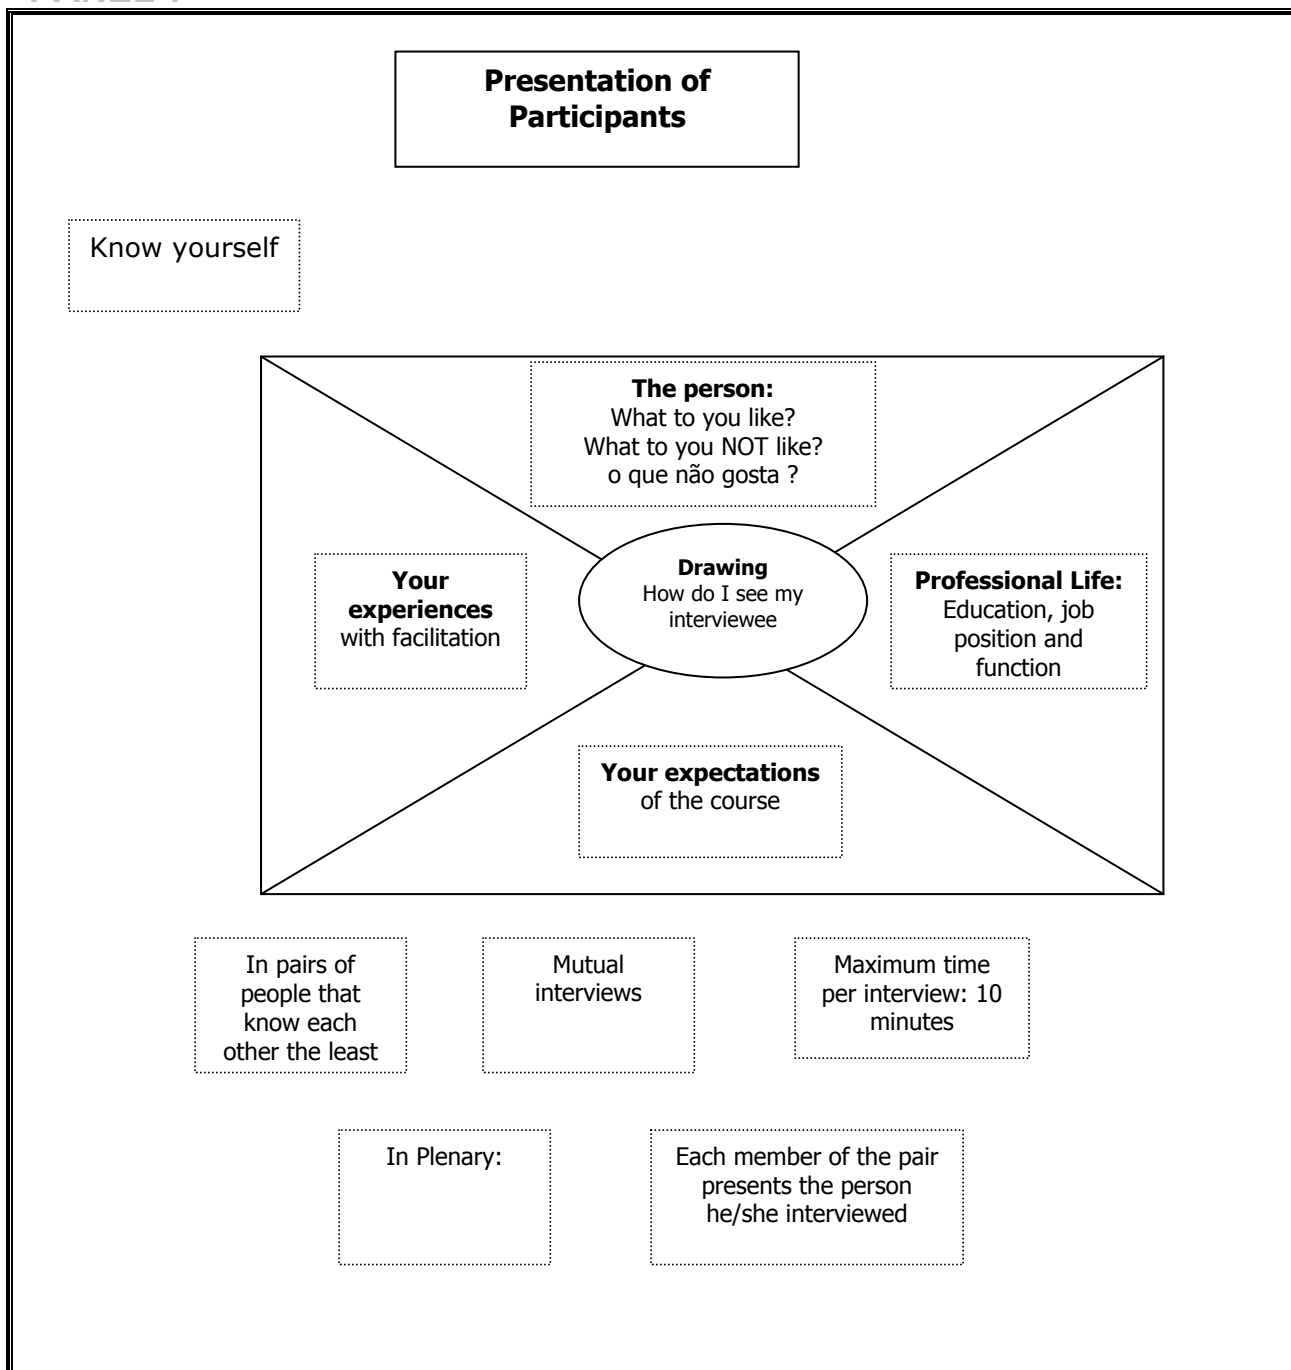 Presentation of
Participants
Know yourself
The person:
What to you like?
What to you NOT like?
o que não gosta ?
Your
experiences
with facilitation
Drawing
How do I see my
interviewee
Professional Life:
Education, job
position and
function
Your expectations
of the course
In pairs of
people that
know each
other the least
Mutual
interviews
Maximum time
per interview: 10
minutes
In Plenary:
Each member of the pair
presents the person
he/she interviewed